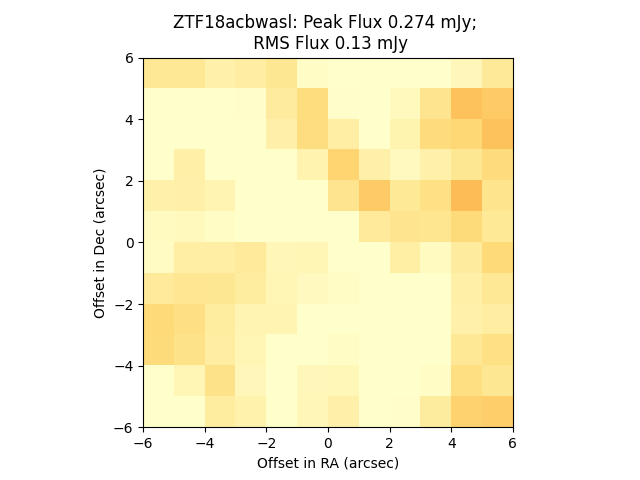 ZTF18acbwasl: Peak Flux 0.274 mJy;
RMS Flux 0.13 mJy
6
4
2
0
−2
−4
−6
Offset in Dec (arcsec)
−6 −4 −2 0 2 4 6
Offset in RA (arcsec)